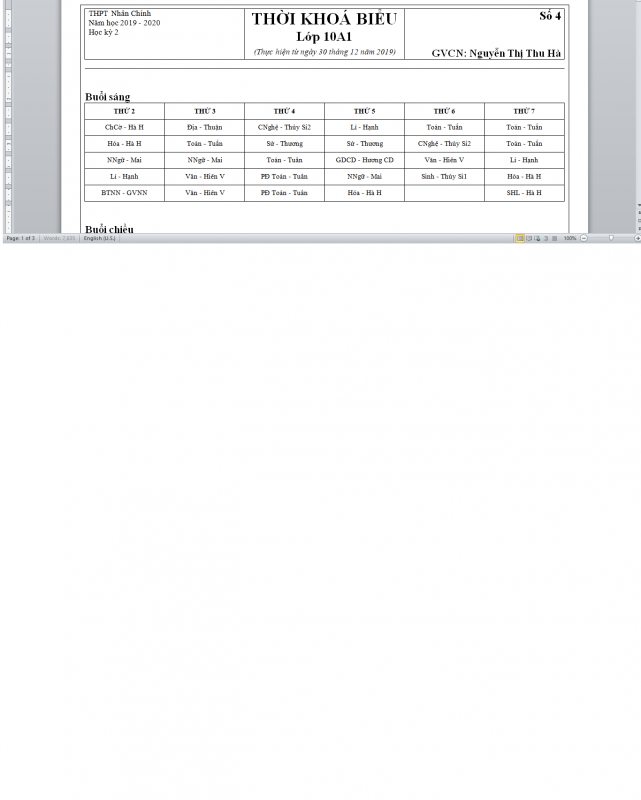 THPT Nhân Chính
Năm học 2019 - 2020
Học kỳ 2
THỜI KHOÁ BIỂU
Lớp 10A1
(Thực hiện từ ngày 30 tháng 12 năm 2019)
Số 4
GVCN: Nguyễn Thị Thu Hà
Buổi sáng
THỨ 2 THỨ 3 THỨ 4 THỨ 5 THỨ 6 THỨ 7
ChCờ - Hà H Địa - Thuận CNghệ - Thúy Si2 Lí - Hạnh Toán - Tuấn Toán - Tuấn
Hóa - Hà H Toán - Tuấn Sử - Thương Sử - Thương CNghệ - Thúy Si2 Toán - Tuấn
NNgữ - Mai NNgữ - Mai Toán - Tuấn GDCD - Hương CD Văn - Hiền V Lí - Hạnh
Lí - Hạnh Văn - Hiền V PĐ Toán - Tuấn NNgữ - Mai Sinh - Thúy Si1 Hóa - Hà H
BTNN - GVNN Văn - Hiền V PĐ Toán - Tuấn Hóa - Hà H SHL - Hà H
Buổi chiều
Page: 1 of 3 Words: 7,635 English (U.S.) 100%